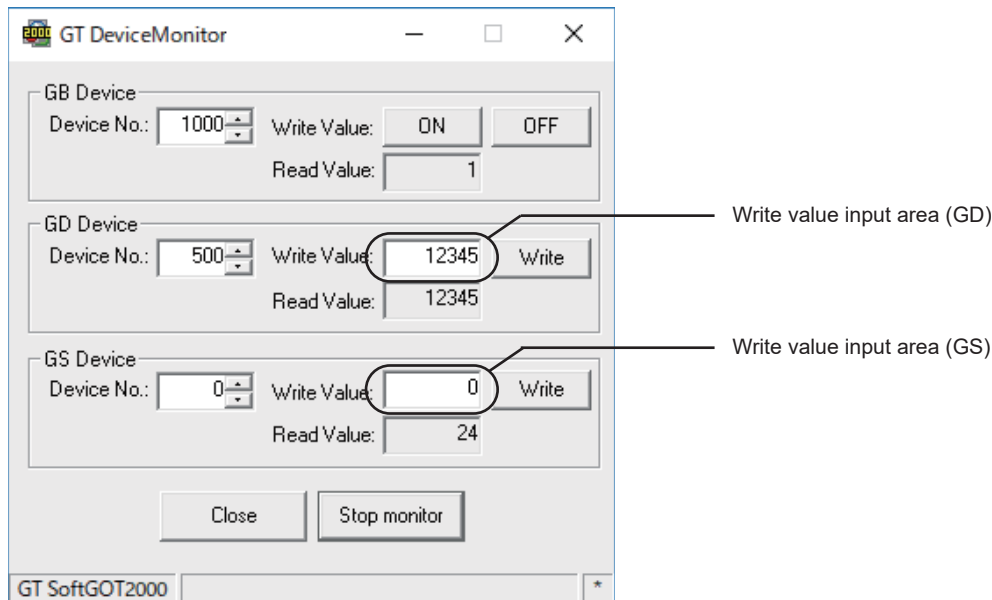 GT DeviceMonitor
GB Device
Device No.: 1000 Write Value: ON OFF
Read Value: 1
GD Device
Write value input area (GD)
Device No.: 500 Write Value: 12345 Write
Read Value: 12345
GS Device
Write value input area (GS)
Device No.: 0 Write Value: 0 Write
Read Value: 24
Close Stop monitor
GT SoftGOT2000 *